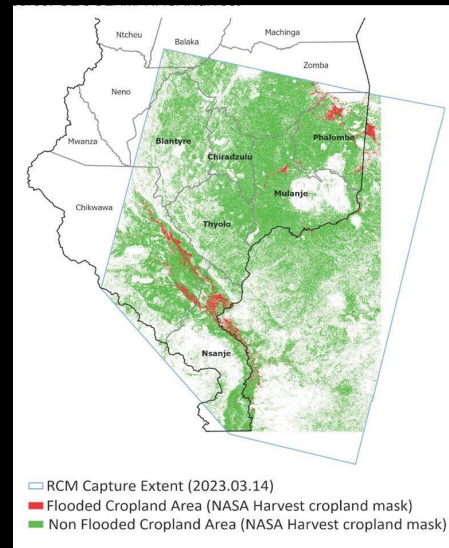 Machinga
Ntcheu
Balaka
Zomba
Neno
Phalombe
Blantyre
Mwanza
Chiradzulu
Mulanje
Chikwawa
Thyolo
Nsanje
RCM Capture Extent (2023.03.14)
Flooded Cropland Area (NASA Harvest cropland mask)
Non Flooded Cropland Area (NASA Harvest cropland mask)